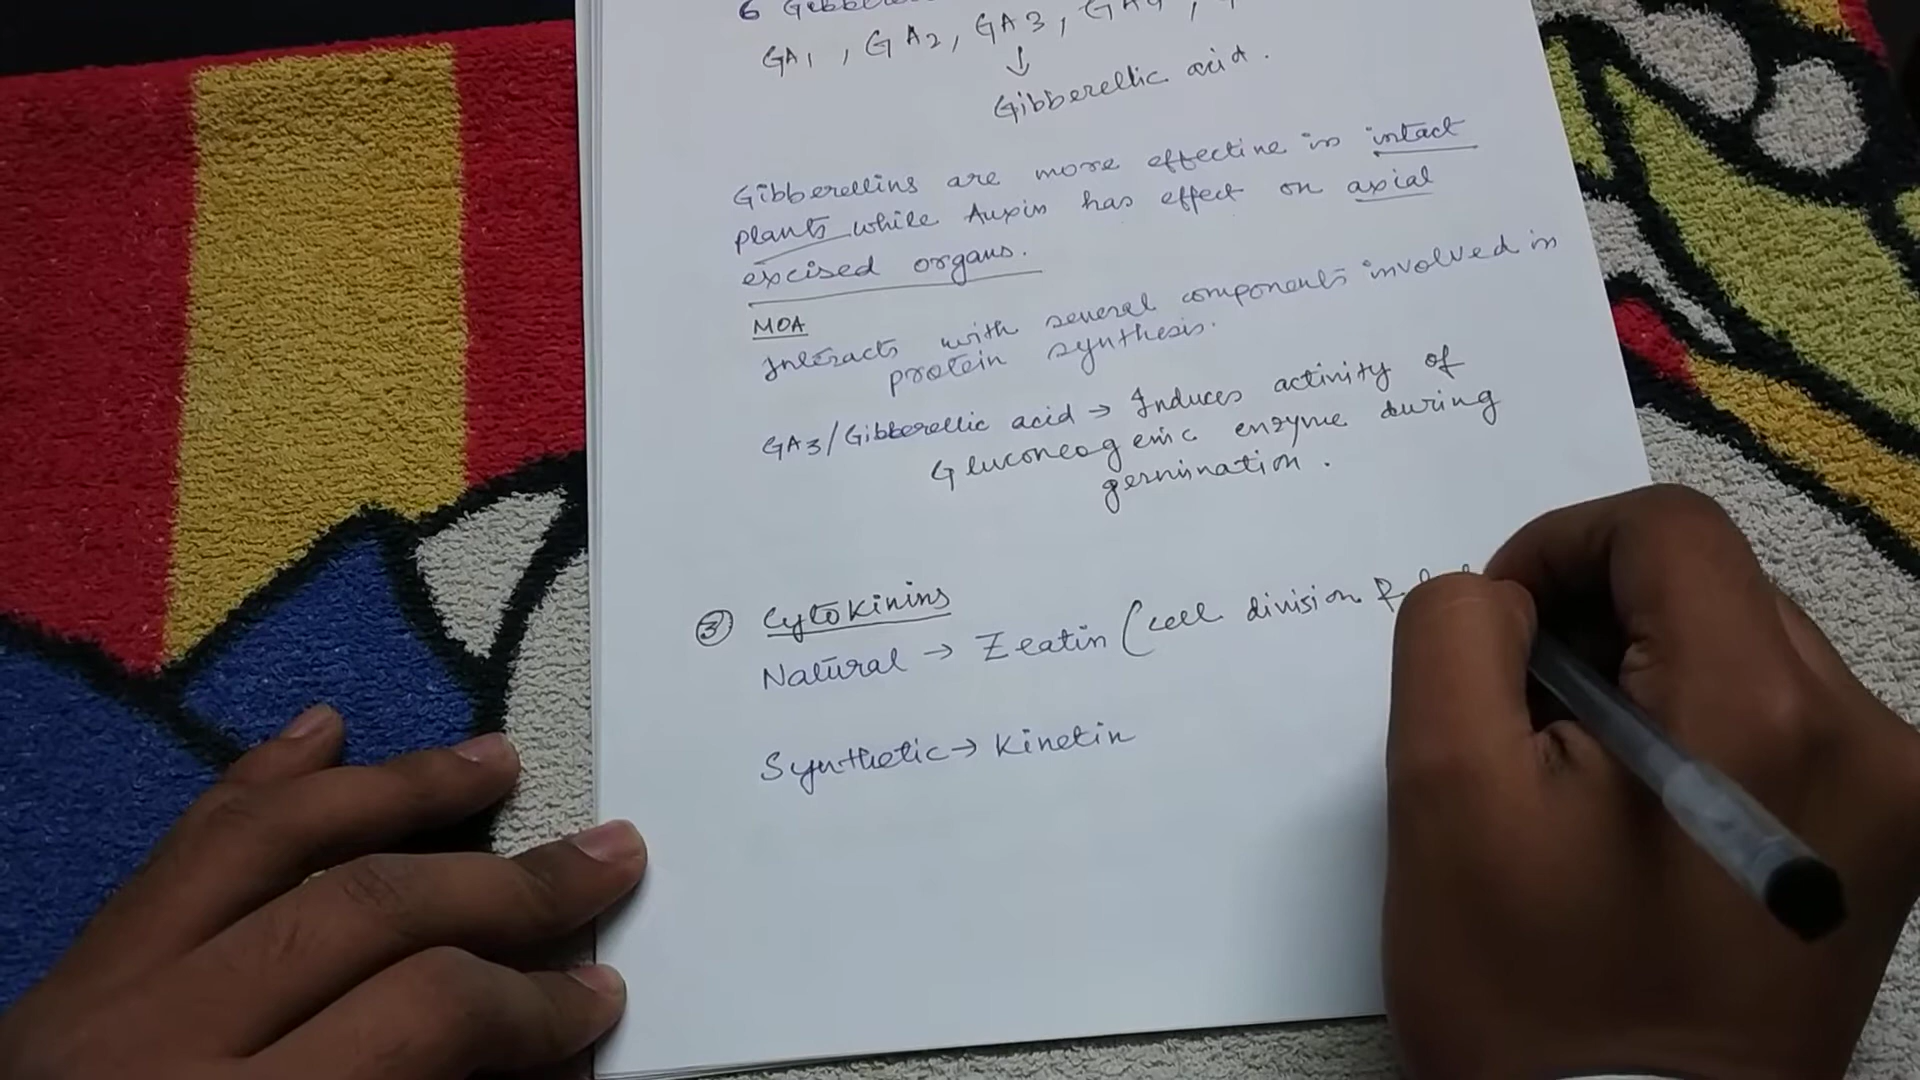 6
GA1 , GA2, GA3,
↓
Gibberellic acid.
Gibberellins are more effective in intact
plants while Auxin has effect on axial
excised organs.
MOA
Interacts with several components involved in
protein synthesis.
GA3/Gibberellic acid → Induces activity of
Gluconeogenic enzyme during
germination.
③ Cytokinins
Natural → Zeatin (cell division
Synthetic → Kinetin